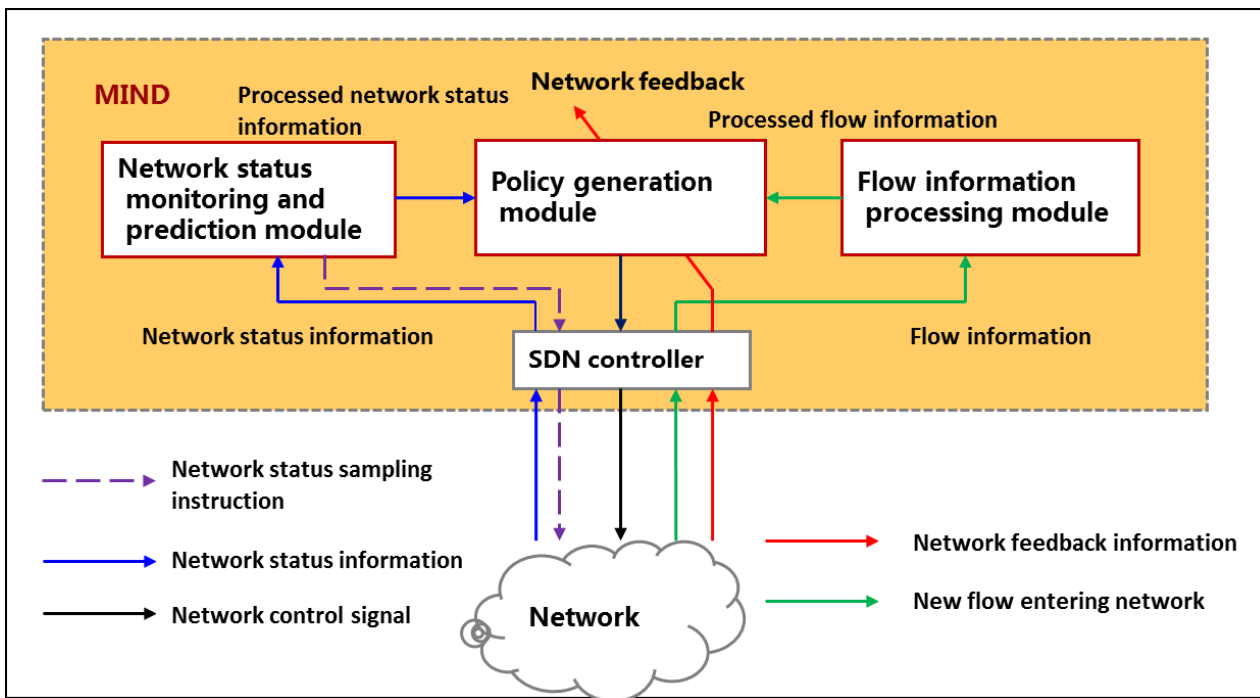 MIND
Processed network status
information
Network feedback
Processed flow information
Network status
monitoring and
prediction module
Policy generation
module
Flow information
processing module
Network status information
SDN controller
Flow information
Network status sampling
instruction
Network status information
Network control signal
Network
Network feedback information
New flow entering network